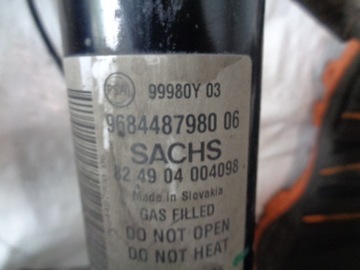 99980Y 03
9684487980 06
SACHS
82 49 04 004098
Made in Slovakia
GAS FILLED
DO NOT OPEN
DO NOT HEAT